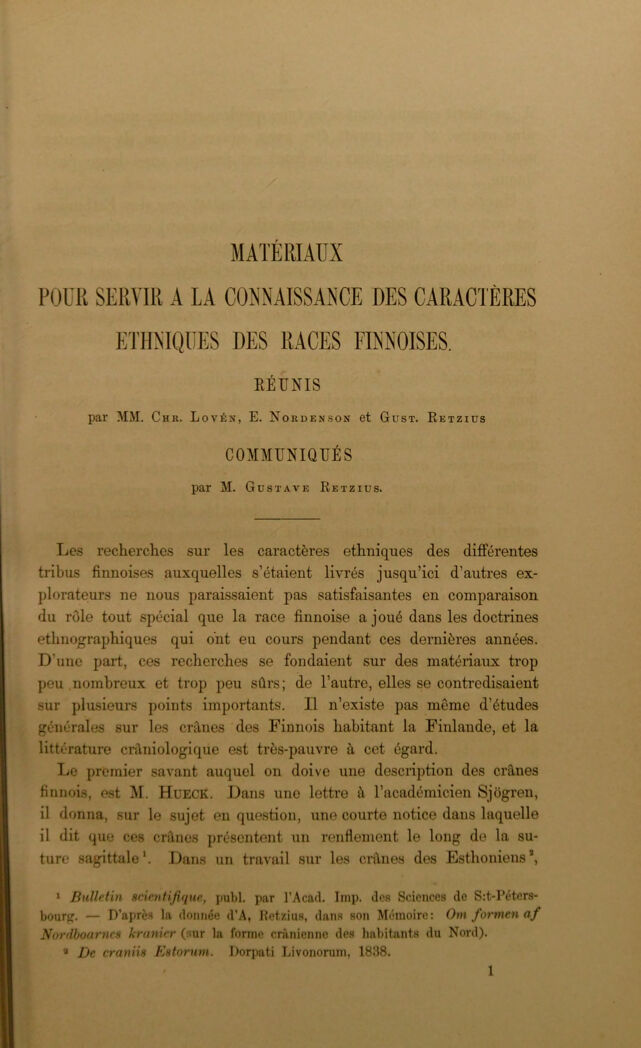 MATÉRIAUX
POUR SERVIR A LA CONNAISSANCE DES CARACTÈRES
ETHNIQUES DES RACES FINNOISES.
RÉUNIS
par MM. Chr. Lovén, E. Nordenson et Gust. Retzius
COMMUNIQUÉS
par M. Gustave Retzius.
Les recherches sur les caractères ethniques des différentes
tribus finnoises auxquelles s'étaient livrés jusqu'ici d'autres ex-
plorateurs ne nous paraissaient pas satisfaisantes en comparaison
du rôle tout spécial que la race finnoise a joué dans les doctrines
ethnographiques qui ont eu cours pendant ces dernières années.
D'une part, ces recherches se fondaient sur des matériaux trop
peu nombreux et trop peu sûrs; de l'autre, elles se contredisaient
sur plusieurs points importants. Il n'existe pas même d'études
générales sur les crânes des Finnois habitant la Finlande, et la
littérature crâniologique est très-pauvre à cet égard.
Le premier savant auquel on doive une description des crânes
finnois, est M. Hueck. Dans une lettre à l'académicien Sjögren,
il donna, sur le sujet en question, une courte notice dans laquelle
il dit que ces crânes présentent un renflement le long de la su-
ture sagittale¹. Dans un travail sur les crânes des Esthoniens²,
¹ Bulletin scientifique, publ. par l'Acad. Imp. des Sciences de S:t-Péters-
bourg. — D'après la donnée d'A, Retzius, dans son Mémoire: Om formen af
Nordboarnes kranier (sur la forme crânienne des habitants du Nord).
² De craniis Estorum. Dorpati Livonorum, 1838.
1